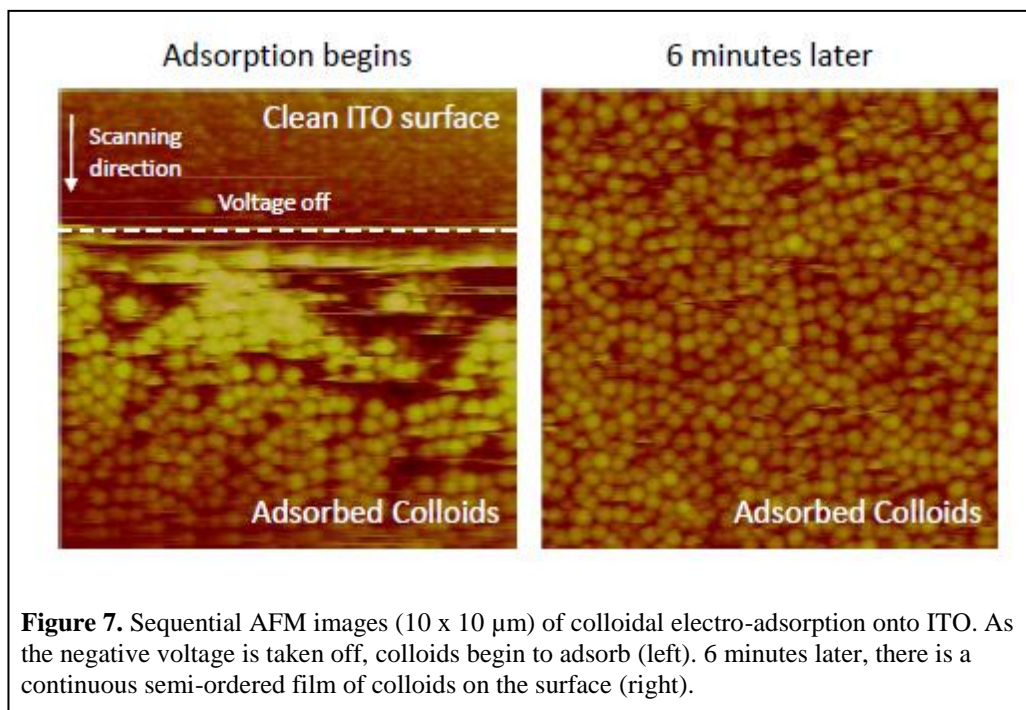 Adsorption begins
6 minutes later
Clean ITO surface
Scanning
direction
Voltage off
Adsorbed Colloids
Adsorbed Colloids
Figure 7. Sequential AFM images (10 x 10 µm) of colloidal electro-adsorption onto ITO. As
the negative voltage is taken off, colloids begin to adsorb (left). 6 minutes later, there is a
continuous semi-ordered film of colloids on the surface (right).